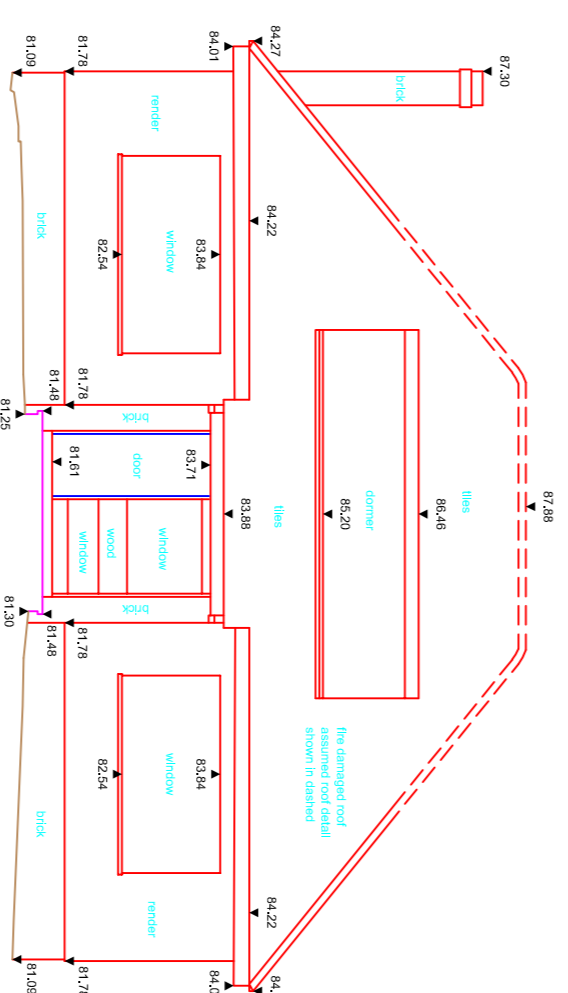 87.88
87.30
brick
tiles
86.46
dormer
85.20
fire damaged roof
assumed roof detail
shown in dashed
84.27
tiles
84.22
84.22
84.01
83.88
83.84
83.71
83.84
render
window
door
window
window
render
brick
wood
brick
window
82.54
82.54
81.78
81.78
81.61
81.78
81.48
81.48
81.09
brick
81.25
81.30
brick
81.09